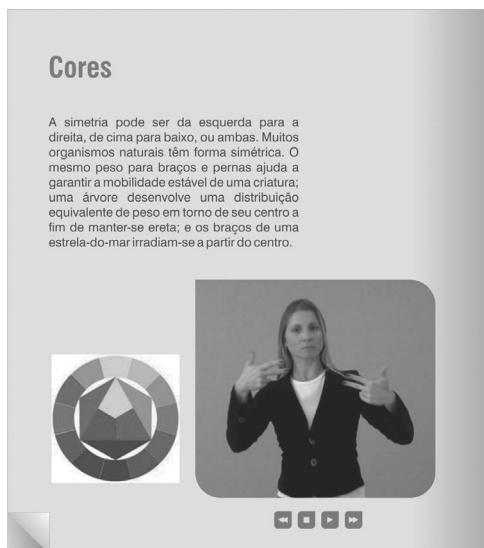 Cores
A simetria pode ser da esquerda para a
direita, de cima para baixo, ou ambas. Muitos
organismos naturais têm forma simétrica. O
mesmo peso para braços e pernas ajuda a
garantir a mobilidade estável de uma criatura;
uma árvore desenvolve uma distribuição
equivalente de peso em torno de seu centro a
fim de manter-se ereta; e os braços de uma
estrela-do-mar irradiam-se a partir do centro.